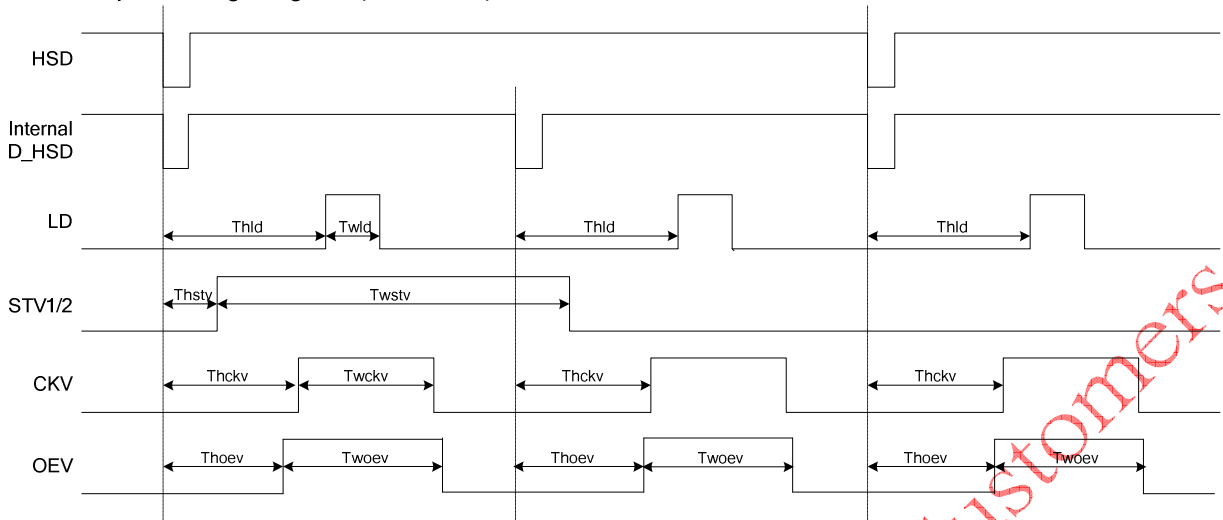 HSD
Internal
D_HSD
LD
Thld
Twld
Thld
Thld
STV1/2
Thstv
Twstv
CKV
Thckv
Twckv
Thckv
Thckv
OEV
Thoev
Twoev
Thoev
Twoev
Thoev
Twoev
ustomers